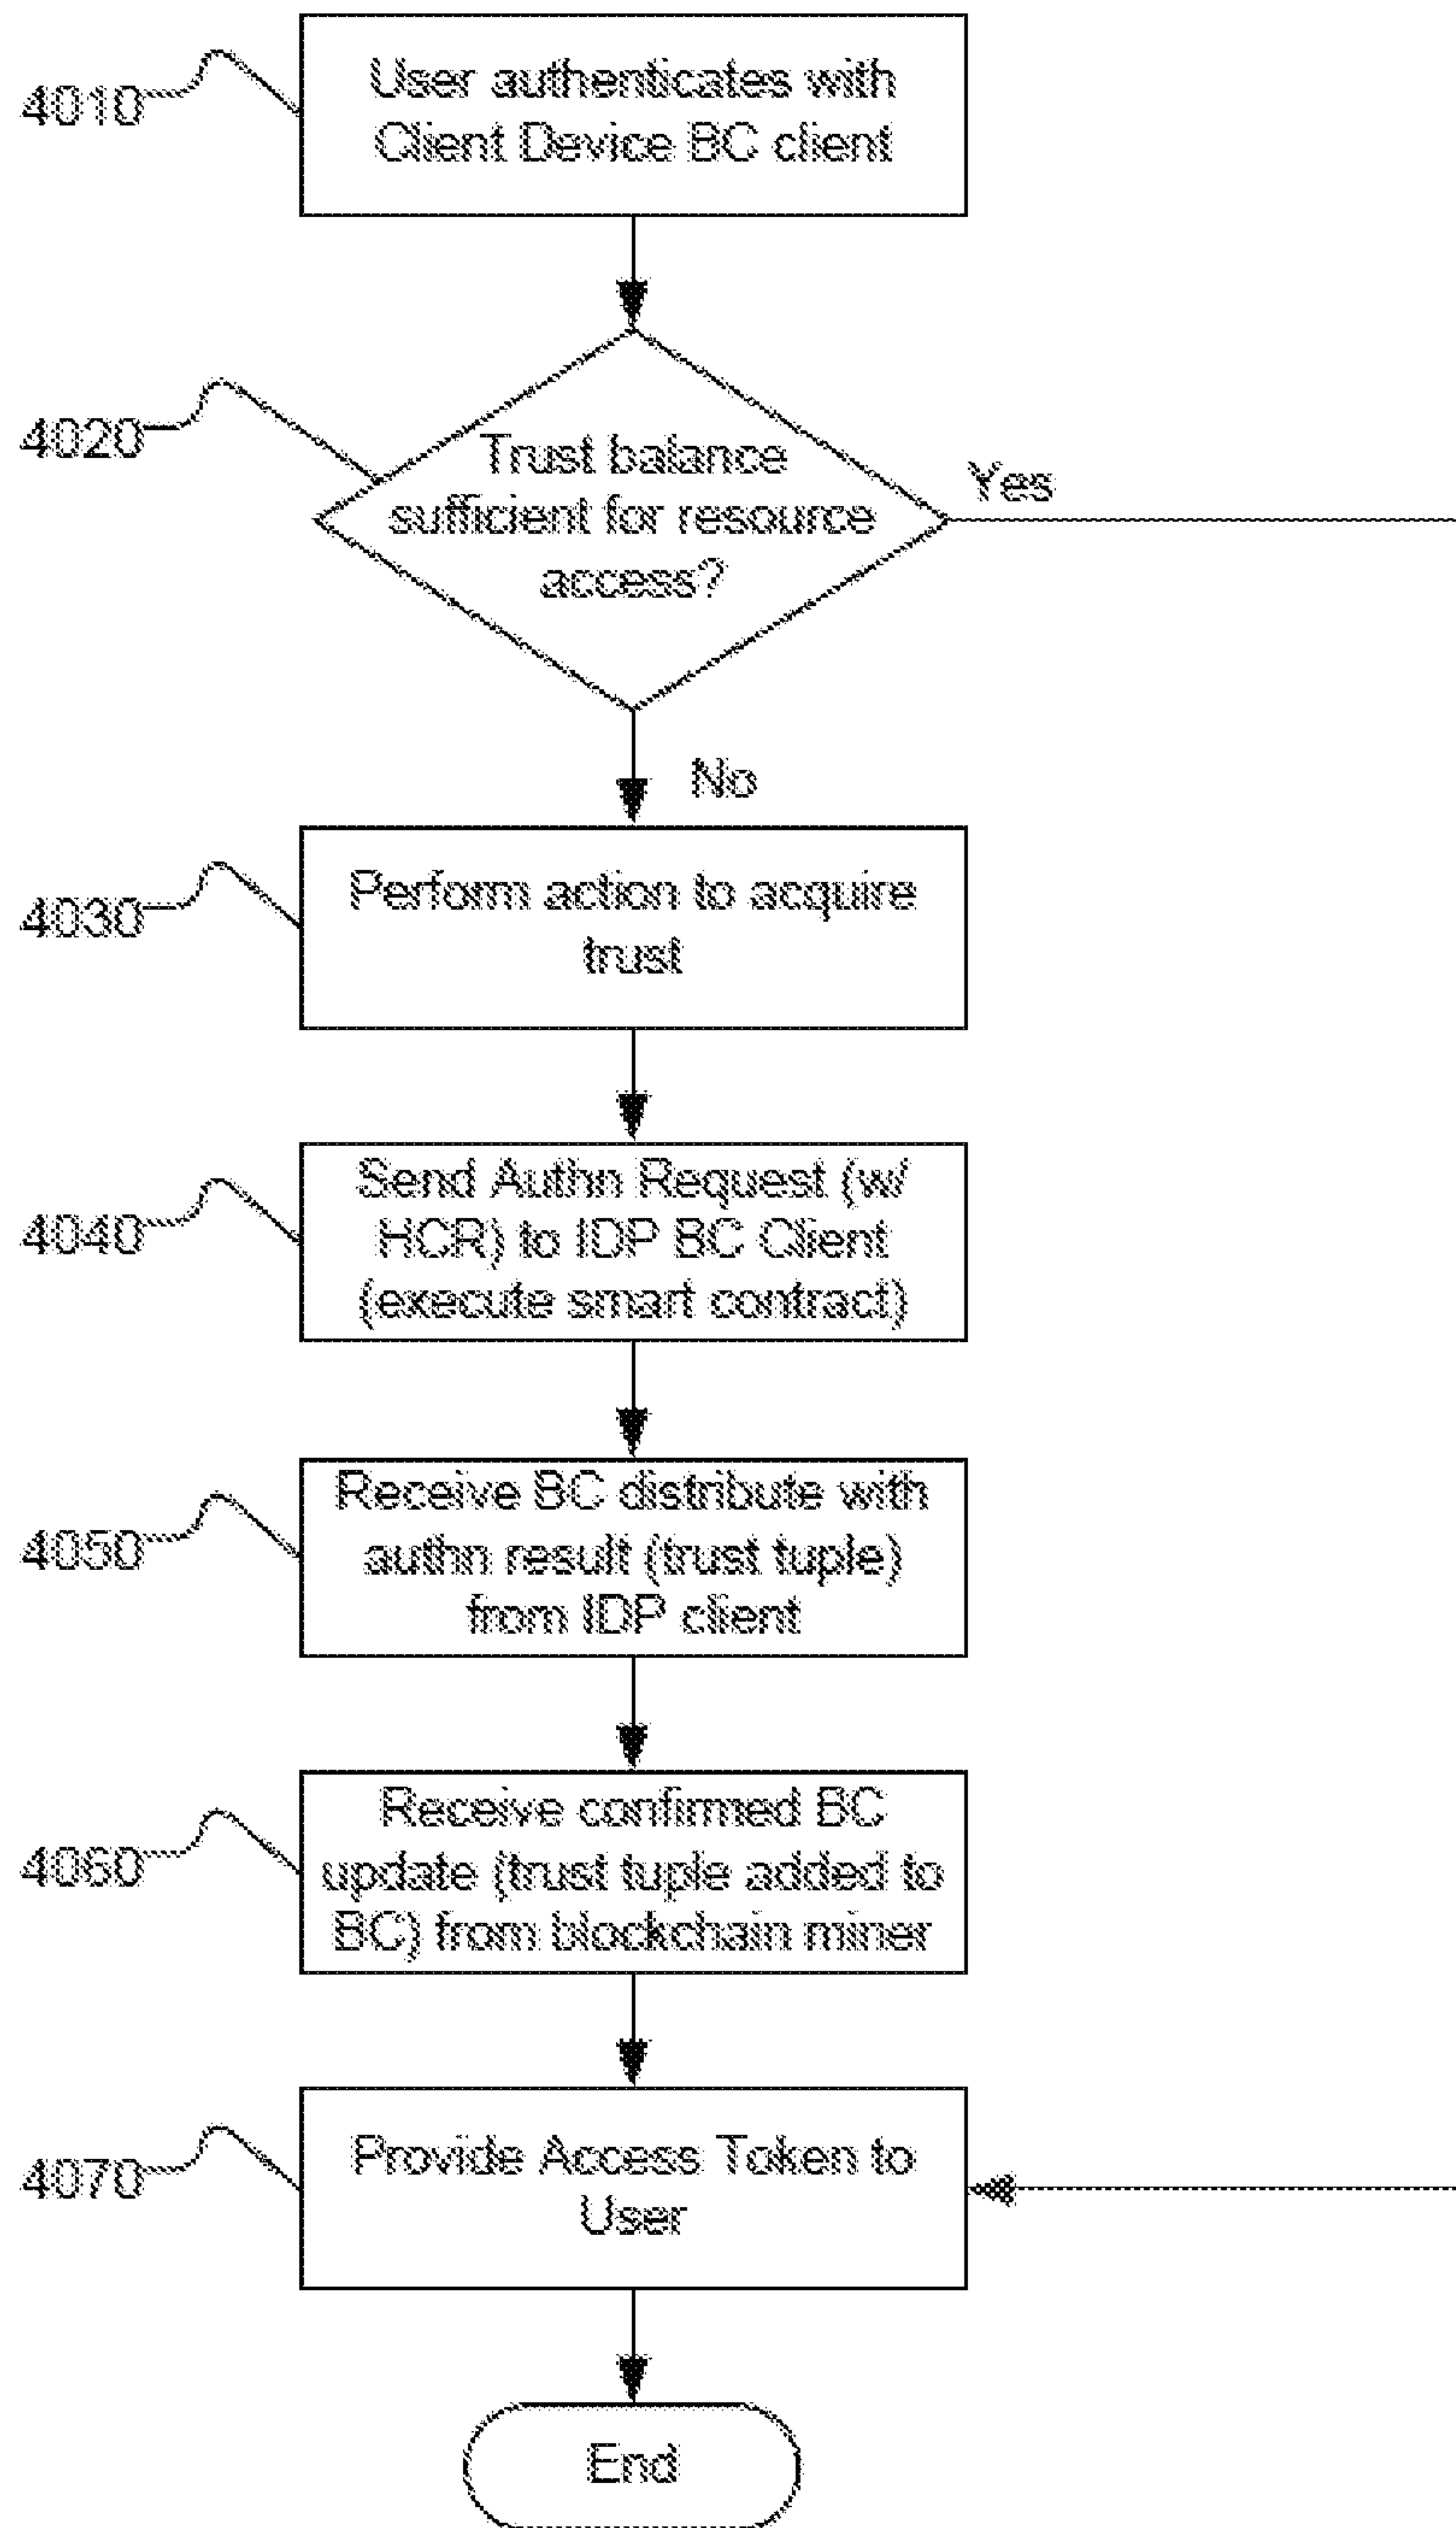 4010
User authenticates with
Client Device BC client
4020
Trust balance
sufficient for resource
access?
Yes
No
4030
Perform action to acquire
trust
4040
Send Authn Request (w/
HCR) to IDP BC Client
(execute smart contract)
4050
Receive BC distribute with
authn result (trust tuple)
from IDP client
4060
Receive confirmed BC
update (trust tuple added to
BC) from blockchain miner
4070
Provide Access Token to
User
End